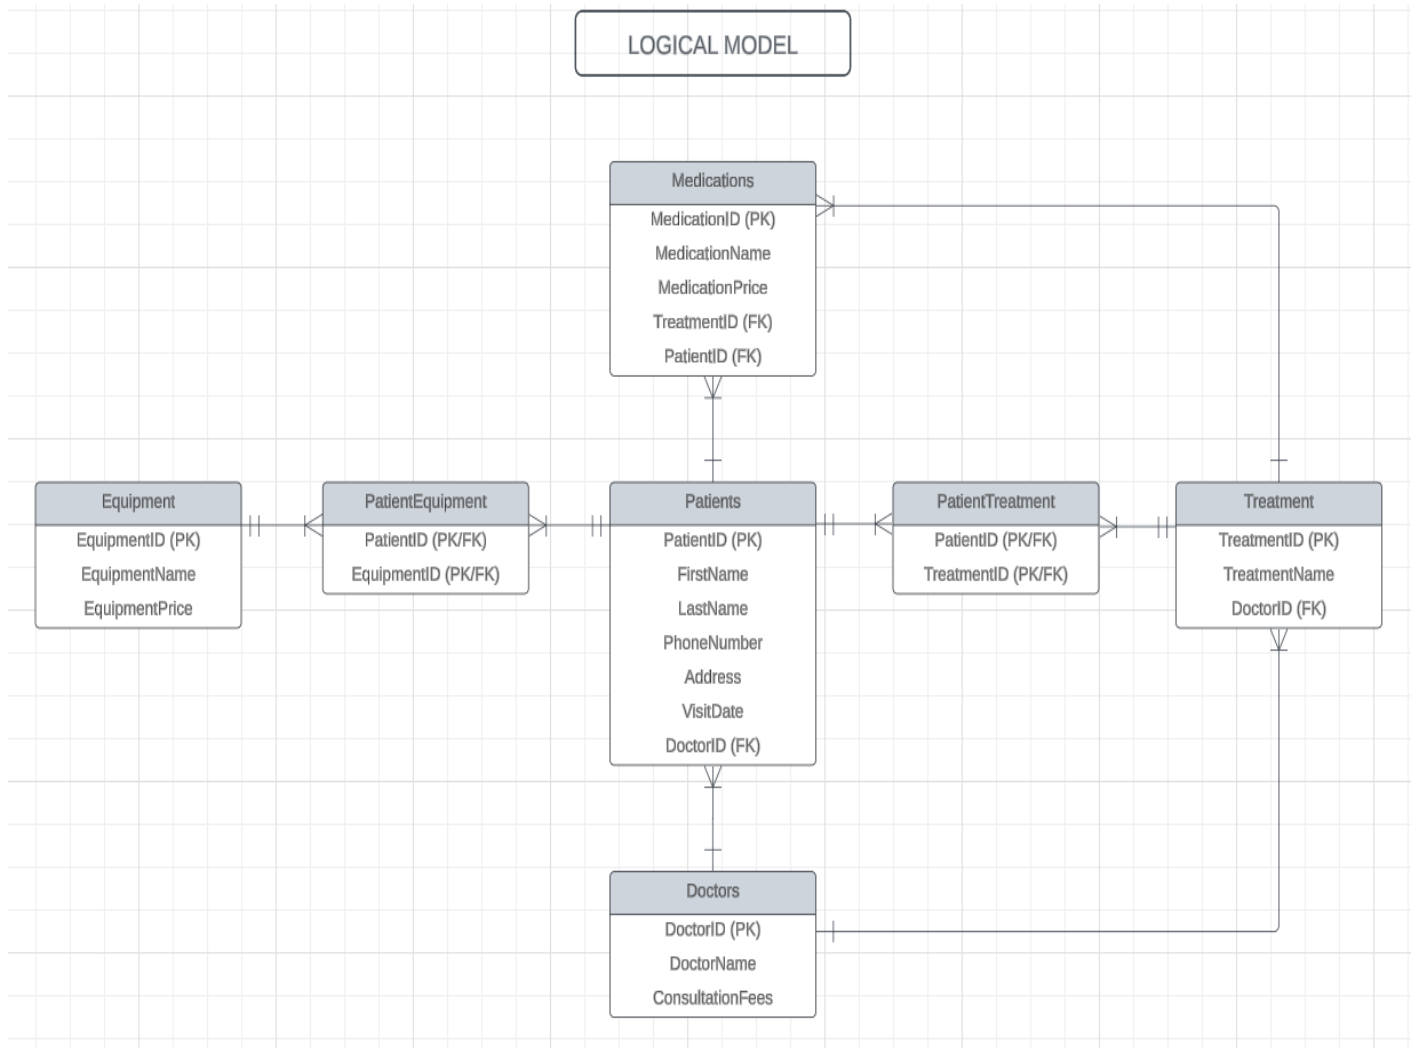 LOGICAL MODEL
Medications
MedicationID (PK)
MedicationName
MedicationPrice
TreatmentID (FK)
PatientID (FK)
Equipment
EquipmentID (PK)
EquipmentName
EquipmentPrice
PatientEquipment
PatientID (PK/FK)
EquipmentID (PK/FK)
Patients
PatientID (PK)
FirstName
LastName
PhoneNumber
Address
VisitDate
DoctorID (FK)
PatientTreatment
PatientID (PK/FK)
TreatmentID (PK/FK)
Treatment
TreatmentID (PK)
TreatmentName
DoctorID (FK)
Doctors
DoctorID (PK)
DoctorName
ConsultationFees